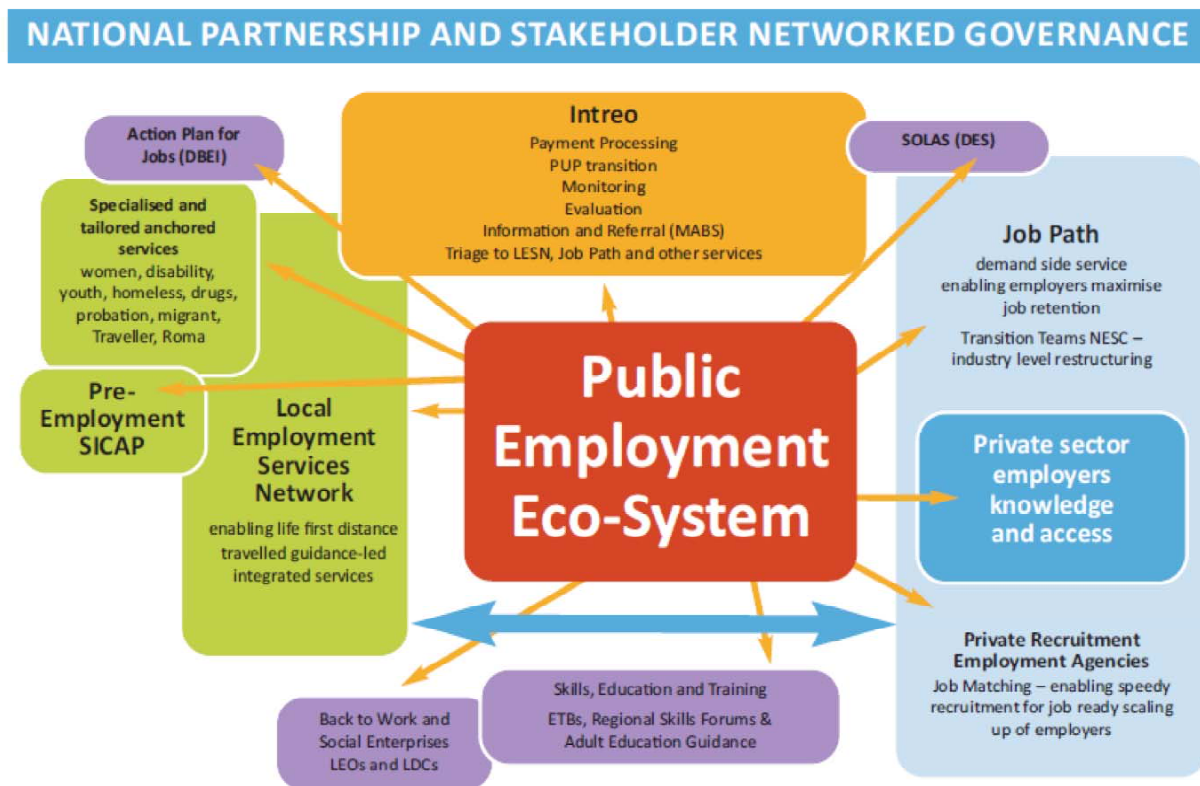 NATIONAL PARTNERSHIP AND STAKEHOLDER NETWORKED GOVERNANCE
Action Plan for
Jobs (DBEI)
Intreo
Payment Processing
PUP transition
Monitoring
Evaluation
Information and Referral (MABS)
Triage to LESN, Job Path and other services
SOLAS (DES)
Specialised and
tailored anchored
services
women, disability,
youth, homeless, drugs,
probation, migrant,
Traveller, Roma
Pre-
Employment
SICAP
Local
Employment
Services
Network
enabling life first distance
travelled guidance-led
integrated services
Public
Employment
Eco-System
Job Path
demand side service
enabling employers maximise
job retention
Transition Teams NESC –
industry level restructuring
Private sector
employers
knowledge
and access
Private Recruitment
Employment Agencies
Job Matching – enabling speedy
recruitment for job ready scaling
up of employers
Back to Work and
Social Enterprises
LEOs and LDCs
Skills, Education and Training
ETBs, Regional Skills Forums &
Adult Education Guidance